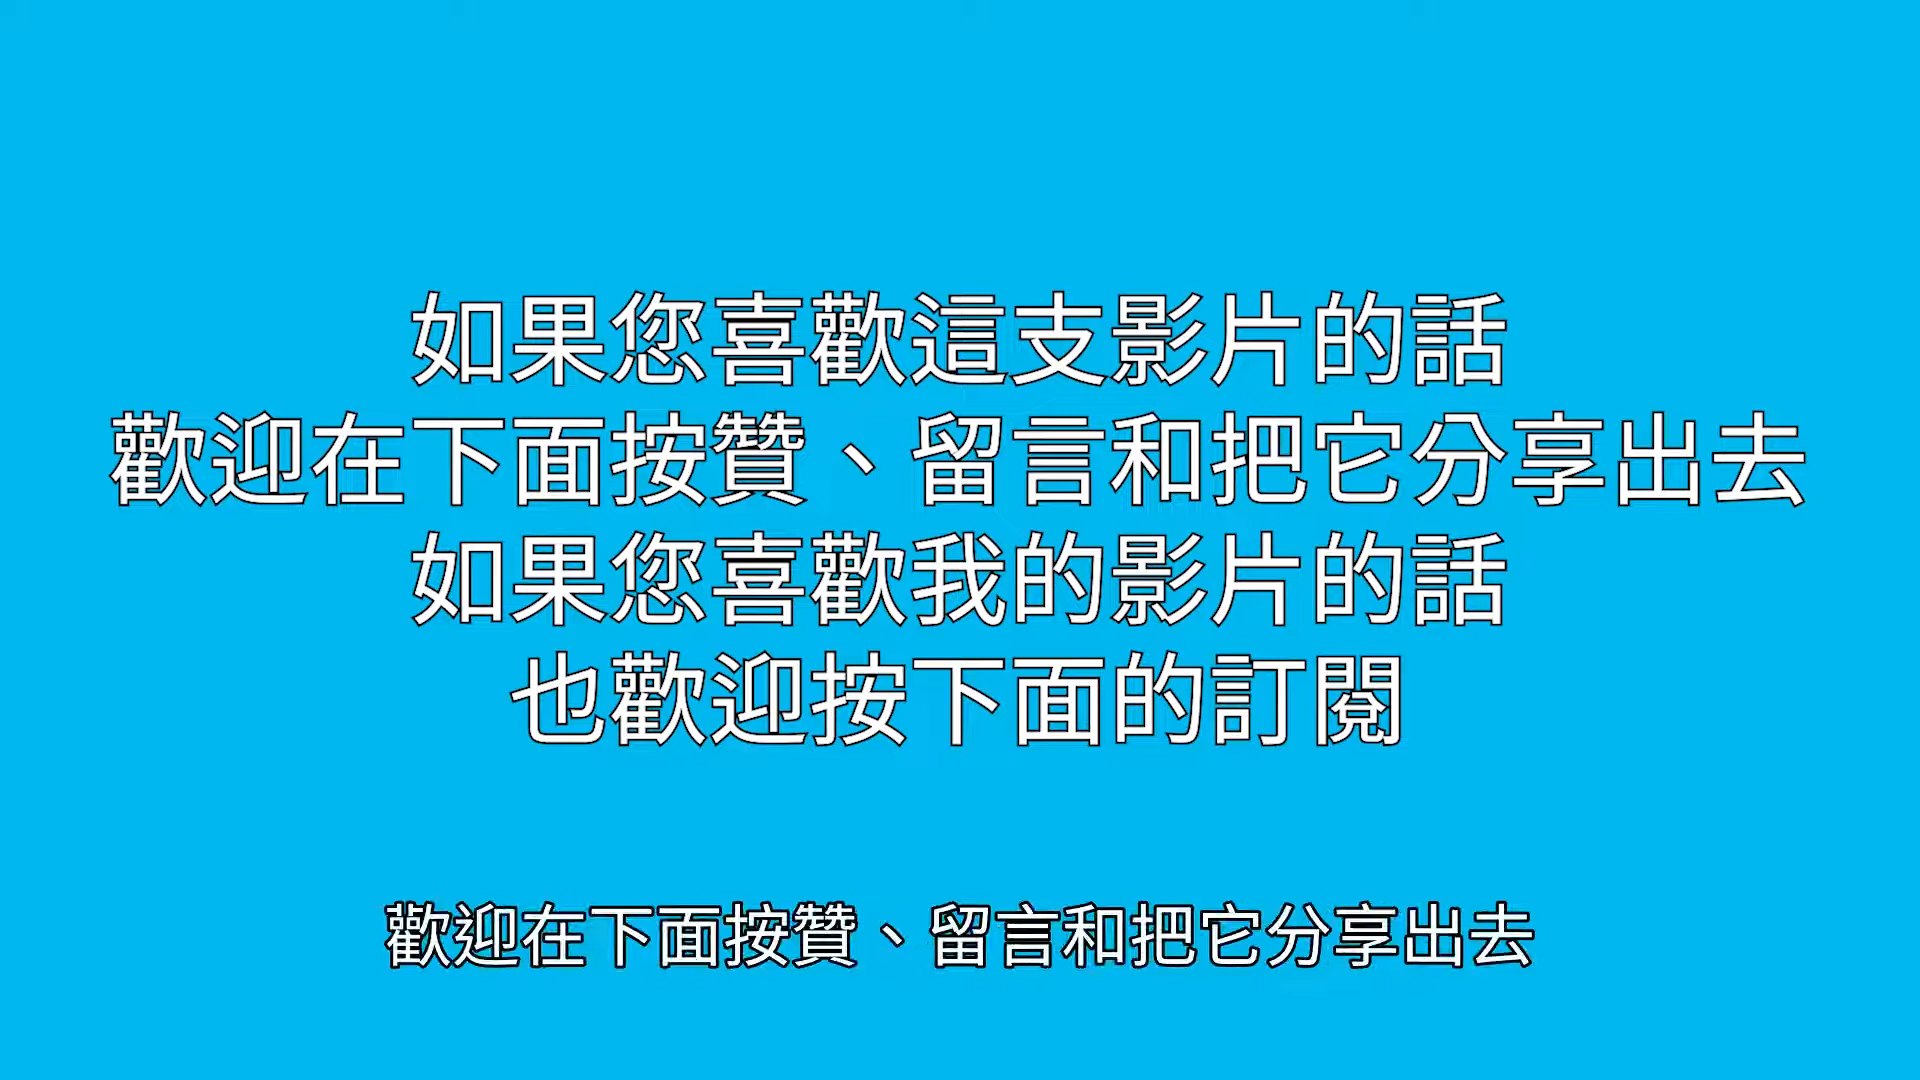 如果您喜歡這支影片的話
歡迎在下面按贊、留言和把它分享出去
如果您喜歡我的影片的話
也歡迎按下面的訂閱
歡迎在下面按贊、留言和把它分享出去